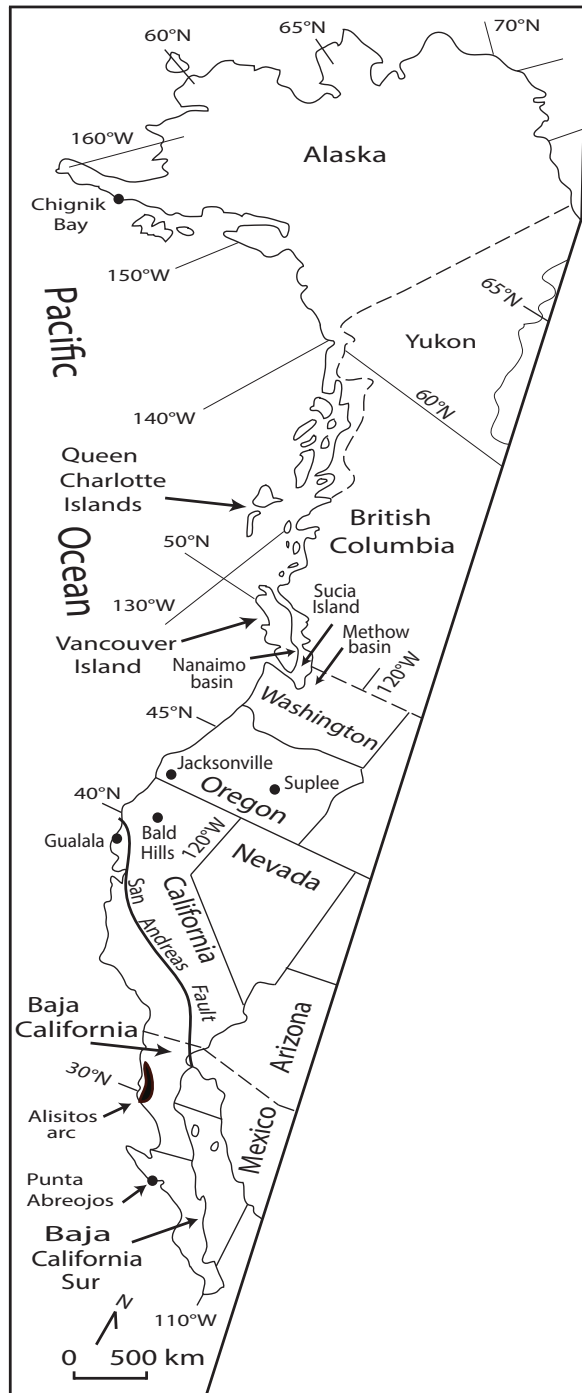 60°N
65°N
70°N
160°W
Alaska
Chignik
Bay
150°W
Pacific
65°N
Yukon
60°N
140°W
Queen
Charlotte
Islands
British
Columbia
Ocean
50°N
130°W
Sucia
Island
Vancouver
Island
Methow
basin
Nanaimo
basin
120°W
Washington
45°N
Jacksonville
Suplee
Oregon
40°N
Gualala
Bald
Hills
120°W
Nevada
California
San Andreas Fault
Baja
California
Arizona
30°N
Alisitos
arc
Mexico
Punta
Abreojos
Baja
California
Sur
N
110°W
0 500 km